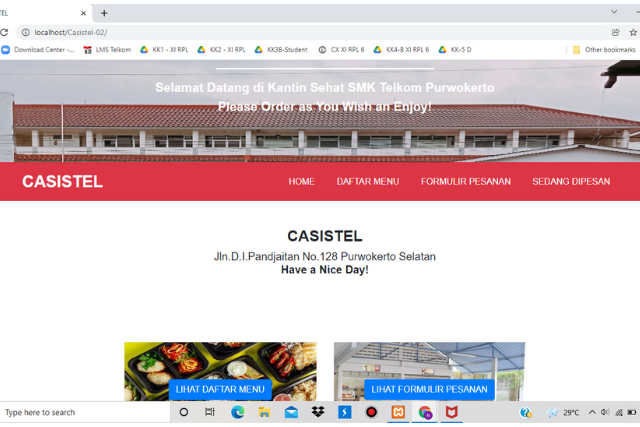 TEL
localhost/Casistel-02/
Download Center -...
LMS Telkom
KK1 - XI RPL
KK2 - XI RPL
KK3B-Student
CX XI RPL 6
KK4-B XI RPL 6
KK-5 D
Other bookmarks
Selamat Datang di Kantin Sehat SMK Telkom Purwokerto
Please Order as You Wish an Enjoy!
CASISTEL
HOME
DAFTAR MENU
FORMULIR PESANAN
SEDANG DIPESAN
CASISTEL
Jln.D.I.Pandjaitan No.128 Purwokerto Selatan
Have a Nice Day!
LIHAT DAFTAR MENU
LIHAT FORMULIR PESANAN
Type here to search
29°C